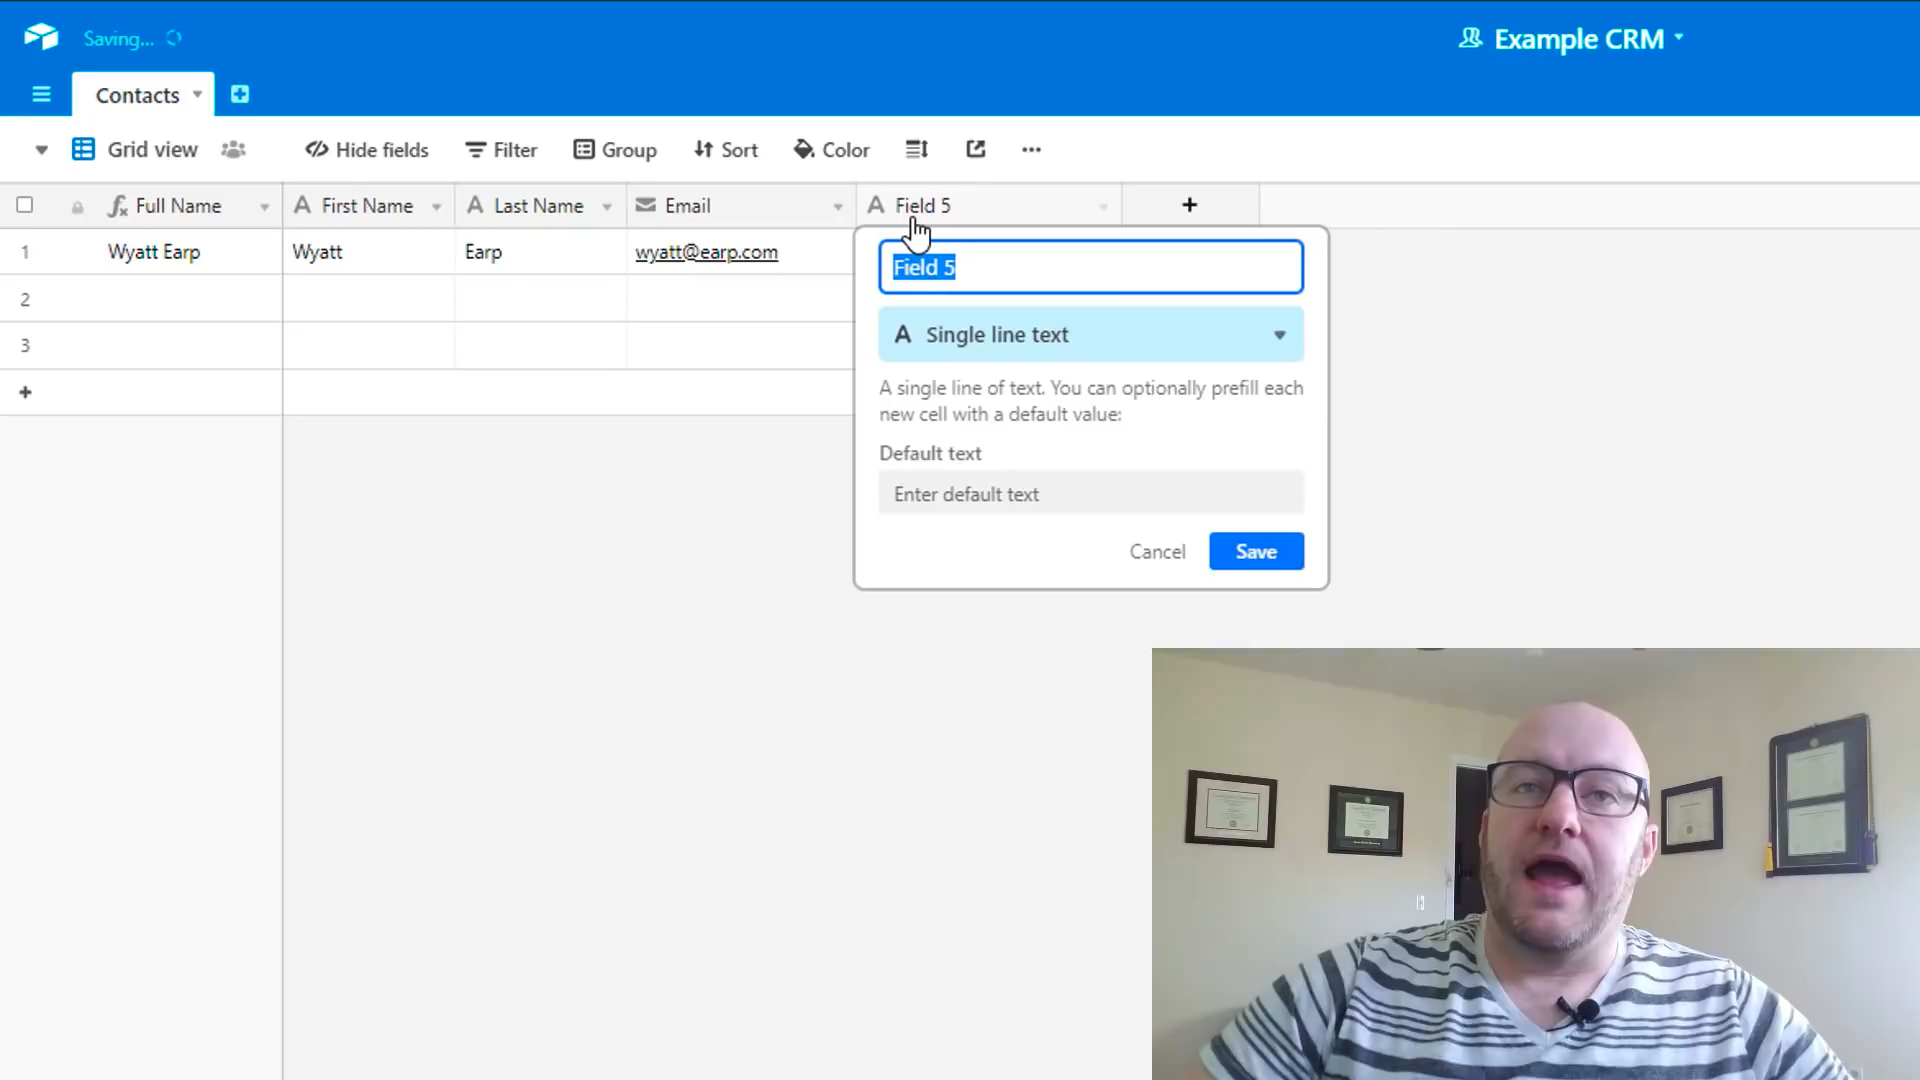 Saving...
Example CRM
Contacts
Grid view
Hide fields
Filter
Group
Sort
Color
Full Name
First Name
Last Name
Email
Field 5
1
Wyatt Earp
Wyatt
Earp
wyatt@earp.com
2
3
Field 5
Single line text
A single line of text. You can optionally prefill each
new cell with a default value:
Default text
Enter default text
Cancel
Save